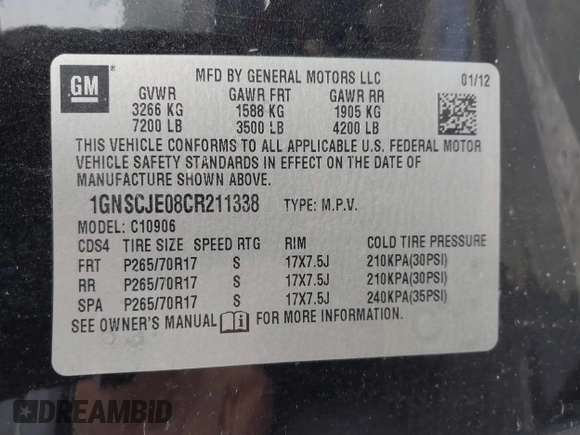 GM
MFD BY GENERAL MOTORS LLC 01/12
GVWR GAWR FRT GAWR RR
3266 KG 1588 KG 1905 KG
7200 LB 3500 LB 4200 LB
THIS VEHICLE CONFORMS TO ALL APPLICABLE U.S. FEDERAL MOTOR
VEHICLE SAFETY STANDARDS IN EFFECT ON THE DATE OF
MANUFACTURE SHOWN ABOVE.
1GNSCJE08CR211338 TYPE: M.P.V.
MODEL: C10906
CDS4 TIRE SIZE SPEED RTG RIM COLD TIRE PRESSURE
FRT P265/70R17 S 17X7.5J 210KPA(30PSI)
RR P265/70R17 S 17X7.5J 210KPA(30PSI)
SPA P265/70R17 S 17X7.5J 240KPA(35PSI)
SEE OWNER'S MANUAL i FOR MORE INFORMATION.
DREAMBID